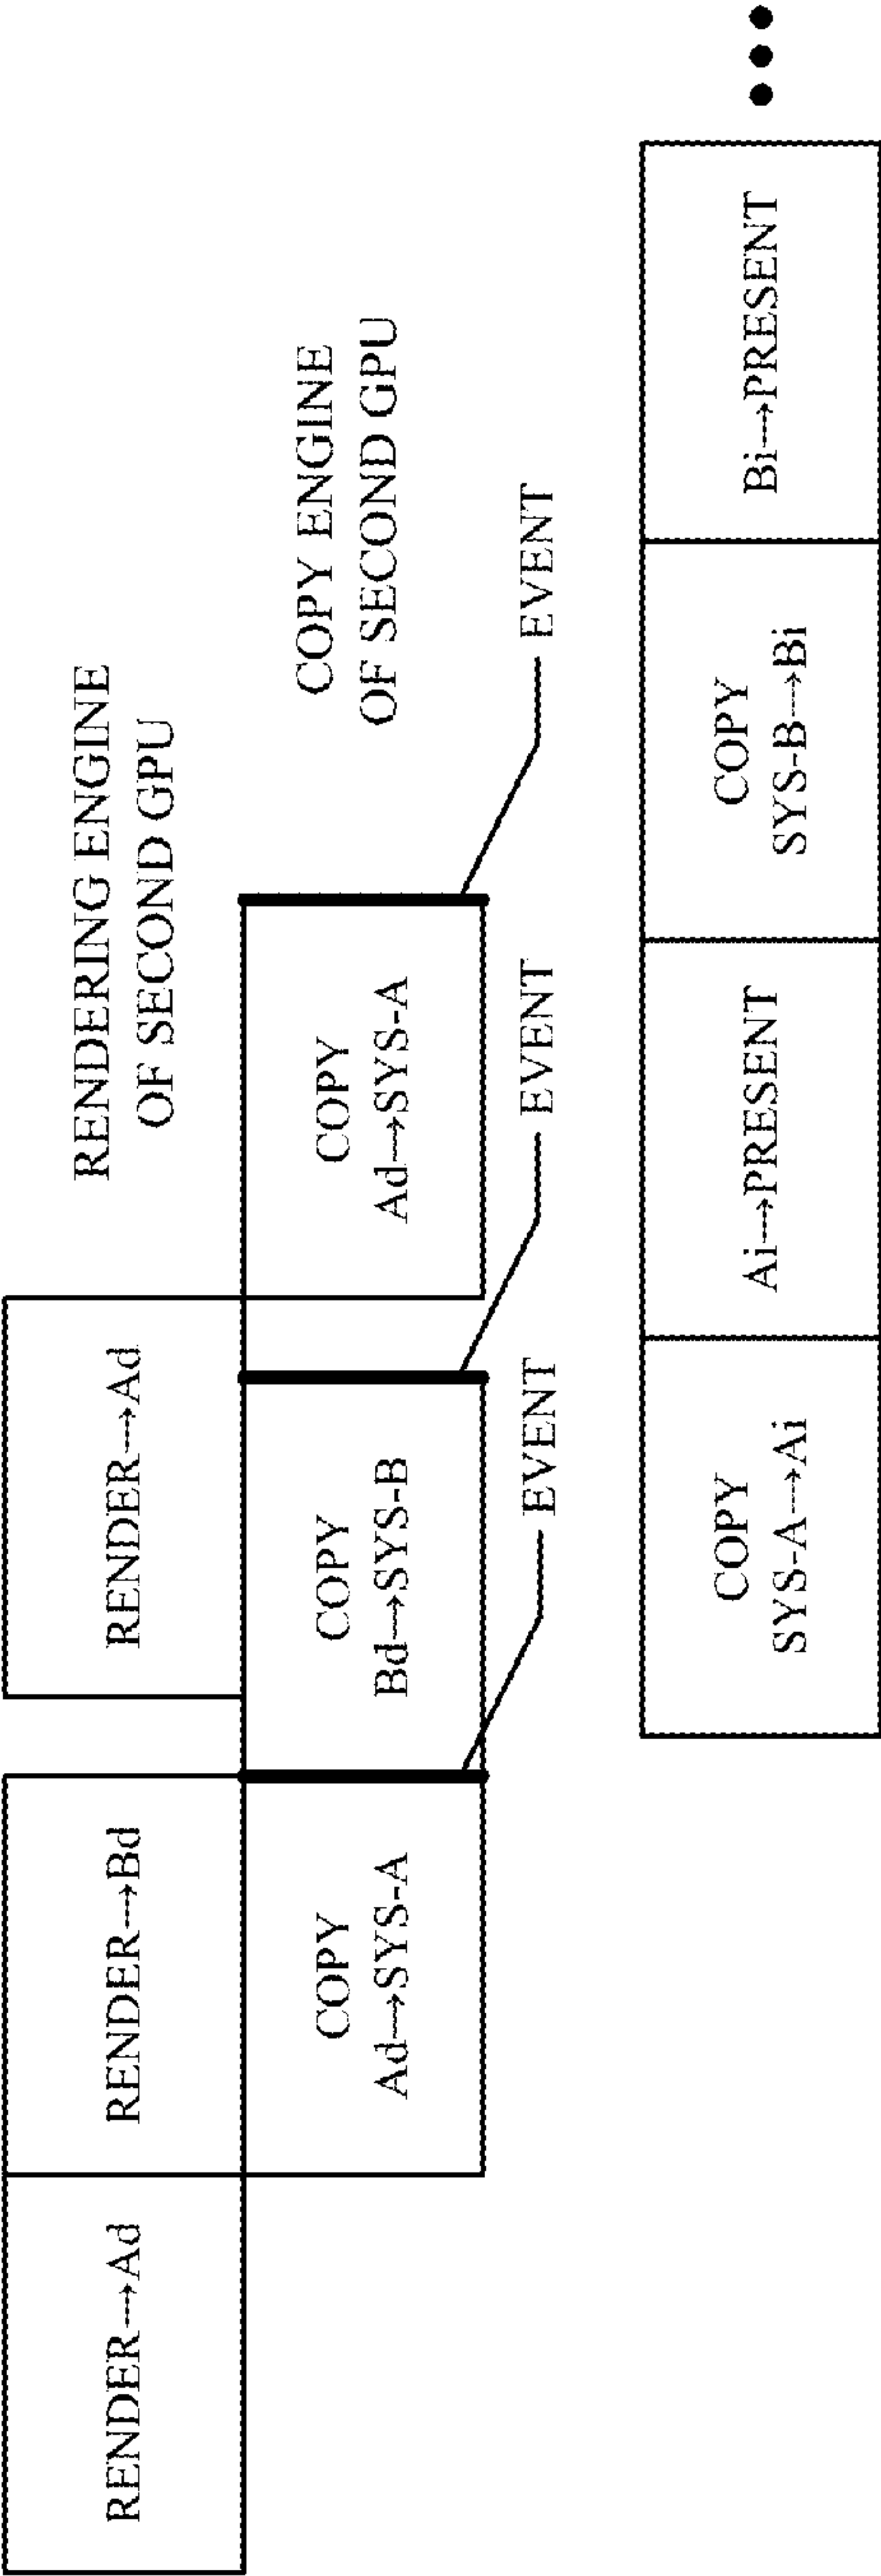 RENDER→Ad
RENDER→Bd
RENDER→Ad
RENDERING ENGINE
OF SECOND GPU
COPY
Ad→SYS-A
COPY
Bd→SYS-B
COPY
Ad→SYS-A
COPY ENGINE
OF SECOND GPU
EVENT
EVENT
EVENT
COPY
SYS-A→Ai
Ai→PRESENT
COPY
SYS-B→Bi
Bi→PRESENT